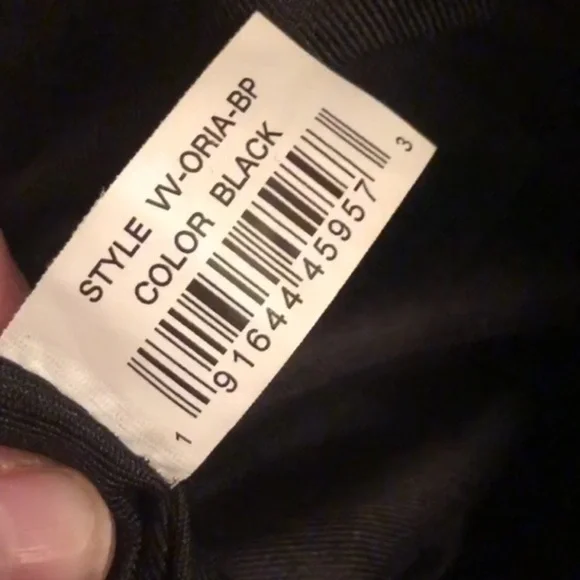 STYLE VV-ORIA-BP
COLOR BLACK
1 91644 45957 3